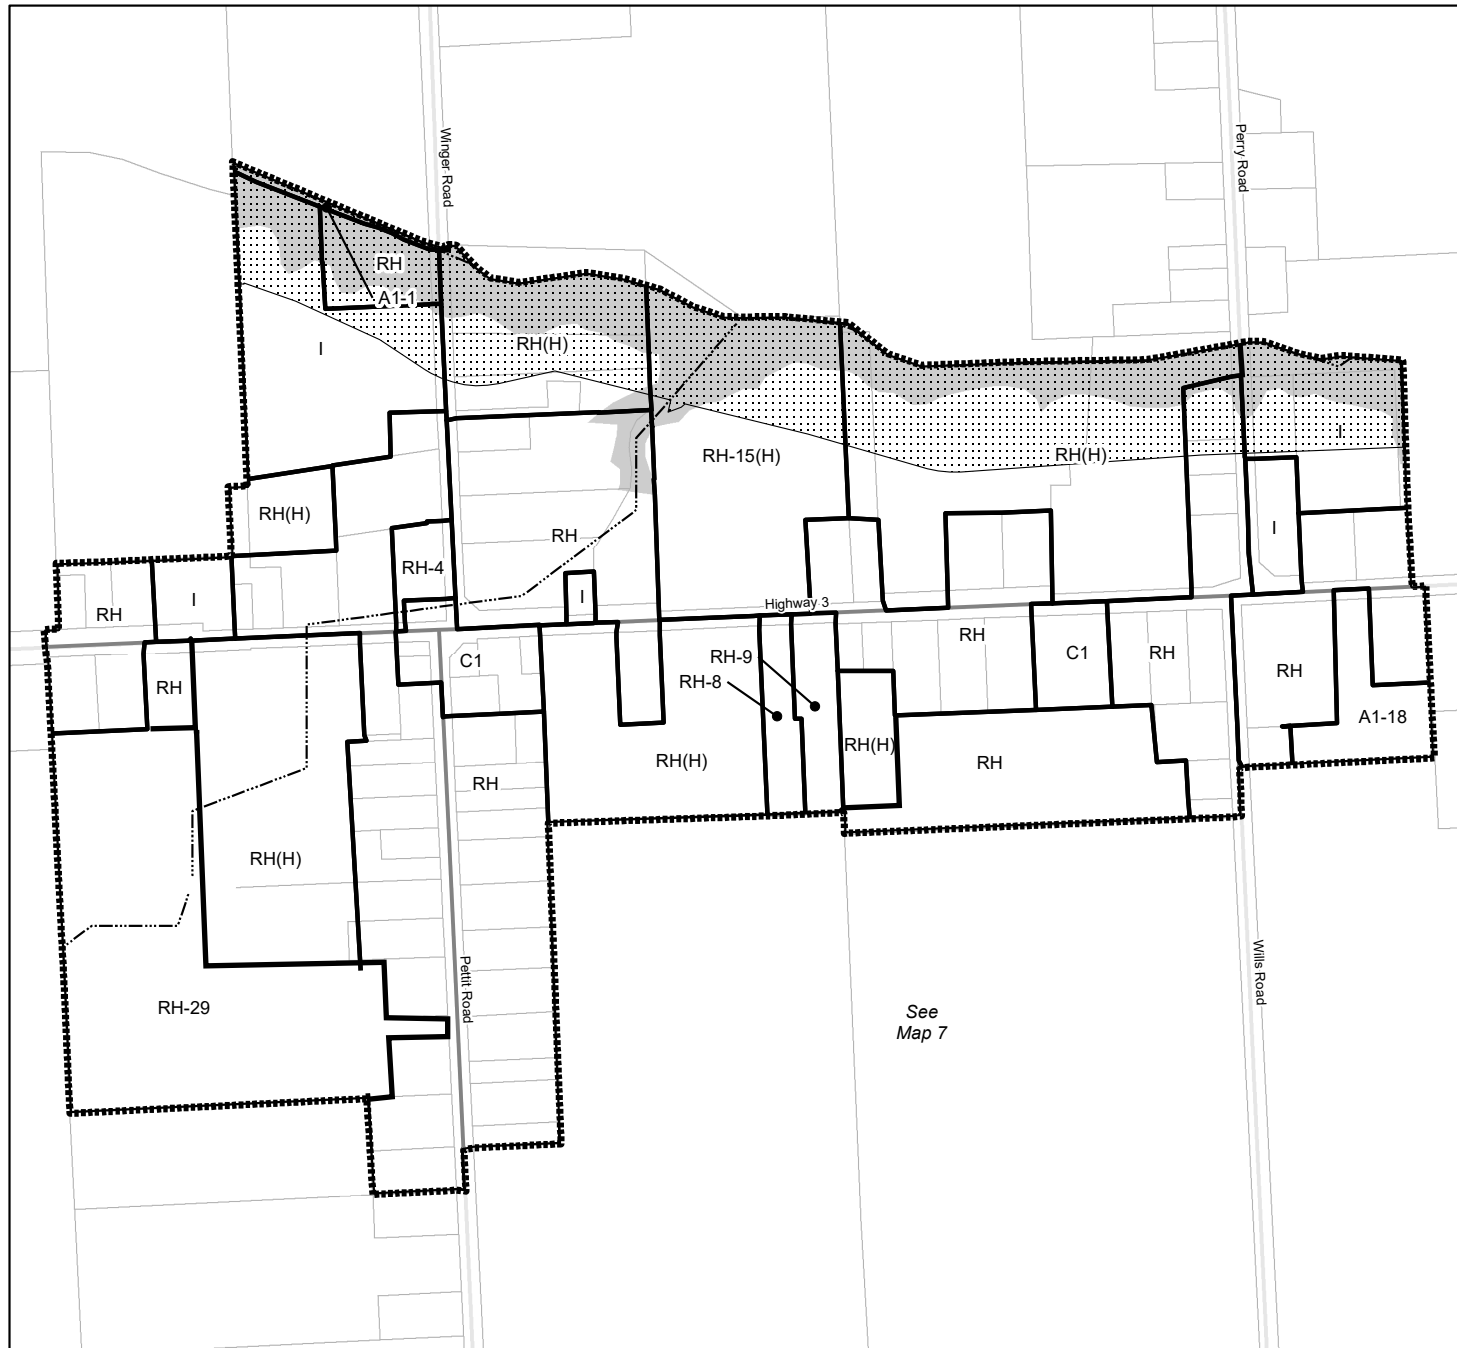 Winger Road
Perry Road
RH
A1-1
I
RH(H)
I
RH-15(H)
RH(H)
RH(H)
I
RH
RH-4
I
Highway 3
RH
I
RH
RH-9
C1
RH
C1
RH
RH-8
RH
RH
A1-18
RH(H)
RH(H)
RH
RH
RH(H)
Pettit Road
Wills Road
RH-29
See
Map 7